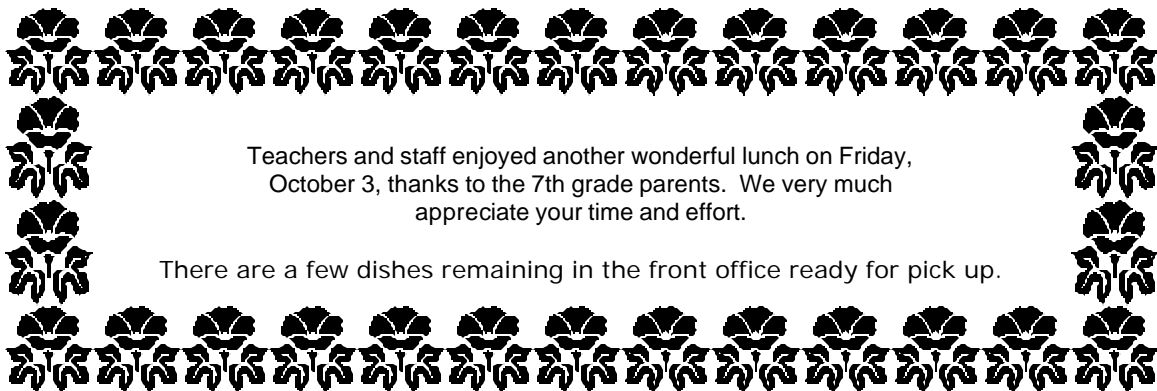 Teachers and staff enjoyed another wonderful lunch on Friday,
October 3, thanks to the 7th grade parents.  We very much
appreciate your time and effort.
There are a few dishes remaining in the front office ready for pick up.